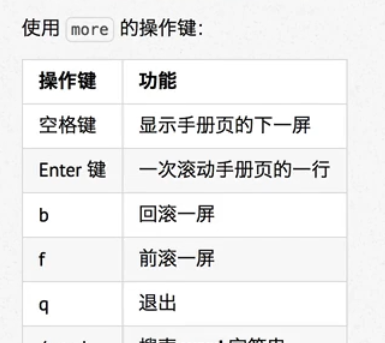 使用 more 的操作键:
操作键 功能
空格键 显示手册页的下一屏
Enter 键 一次滚动手册页的一行
b 回滚一屏
f 前滚一屏
q 退出